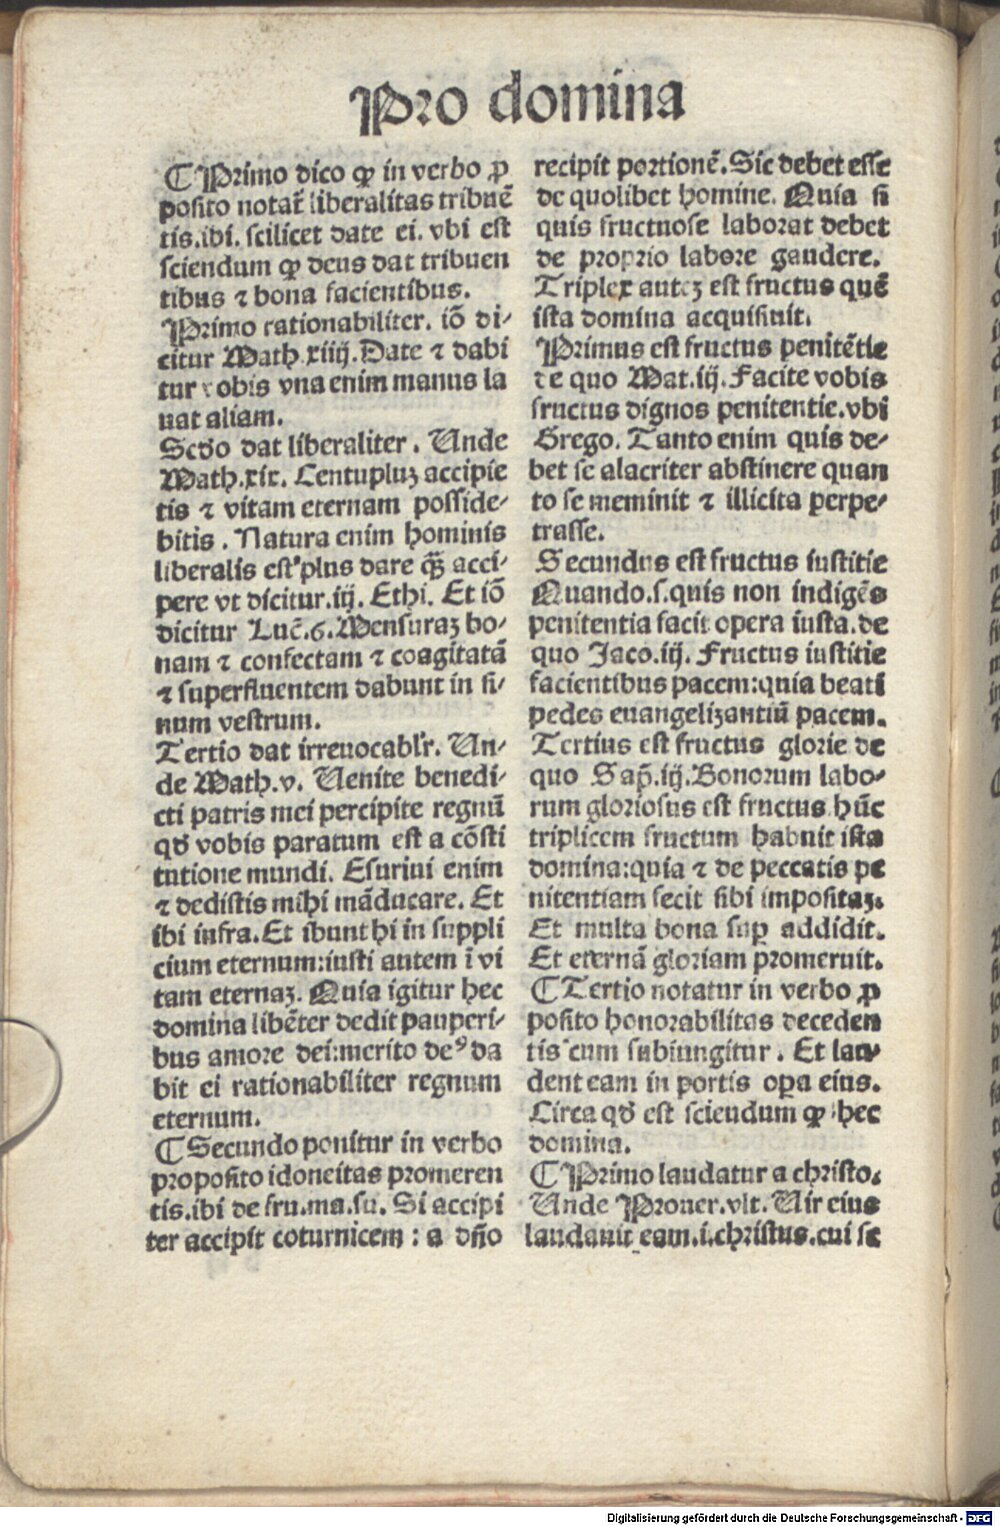 Pro domina
¶ Primo dico ꝙ in verbo ꝓ
posito notat̄ liberalitas tribuē
tis.ibi. scilicet date ei. vbi est
sciendum ꝙ deus dat tribuen
tibus ⁊ bona facientibus.
Primo rationabiliter. iō di⸗
citur Math.xiiij. Date ⁊ dabi
tur vobis vna enim manus la
uat aliam.
Scdo dat liberaliter. Unde
Math.xix. Centupluꝫ accipie
tis ⁊ vitam eternam posside⸗
bitis. Natura enim hominis
liberalis est plus dare ꝙ̄ acci⸗
pere vt dicitur.iij. Ethi. Et iō
dicitur Luc̄.6. Mensuraꝫ bo⸗
nam ⁊ confectam ⁊ coagitatā
⁊ superfluentem dabunt in si⸗
num vestrum.
Tertio dat irreuocabl'r. Un⸗
de Math.v. Uenite benedi⸗
cti patris mei percipite regnū
qđ vobis paratum est a cōsti
tutione mundi. Esuriui enim
⁊ dedistis mihi māducare. Et
ibi infra. Et ibunt hi in suppli
cium eternum:iusti autem ī vi
tam eternaꝫ. Quia igitur hec
domina libēter dedit pauperi⸗
bus amore dei:merito deꝰ da
bit ei rationabiliter regnum
eternum.
¶ Secundo ponitur in verbo
proposito idoneitas promeren
tis.ibi de fru.ma.su. Si accipi
ter accipit coturnicem : a dño
recipit portionē. Sic debet esse
de quolibet homine. Quia si
quis fructuose laborat debet
de proprio labore gaudere.
Triplex auteꝫ est fructus quē
ista domina acquisiuit.
Primus est fructus penitētie
de quo Mat.iij. Facite vobis
fructus dignos penitentie.vbi
Grego. Tanto enim quis de⸗
bet se alacriter abstinere quan
to se meminit ⁊ illicita perpe⸗
trasse.
Secundus est fructus iustitie
Quando.s.quis non indigēs
penitentia facit opera iusta.de
quo Jaco.iij. Fructus iustitie
facientibus pacem:quia beati
pedes euangelizantiū pacem.
Tertius est fructus glorie de
quo Sap̄.iij. Bonorum labo⸗
rum gloriosus est fructus hūc
triplicem fructum habuit ista
domina:quia ⁊ de peccatis pe
nitentiam fecit sibi impositaꝫ.
Et multa bona suꝑ addidit.
Et eternā gloriam promeruit.
¶ Tertio notatur in verbo ꝓ
posito honorabilitas deceden
tis cum subiungitur. Et lau⸗
dent eam in portis oꝑa eius.
Circa qđ est sciendum ꝙ hec
domina.
¶ Primo laudatur a christo.
Unde Prouer.vlt. Uir eius
laudauit eam.i.christus.cui se
Digitalisierung gefördert durch die Deutsche Forschungsgemeinschaft - DFG